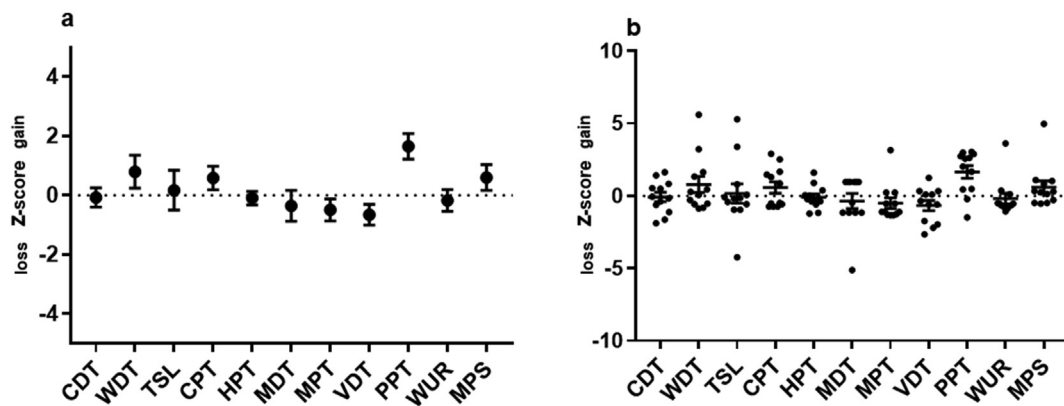 a
4
2
0
-2
-4
loss Z-score gain
CDT WDT TSL CPT HPT MDT MPT VDT PPT WUR MPS
b
10
5
0
-5
-10
loss Z-score gain
CDT WDT TSL CPT HPT MDT MPT VDT PPT WUR MPS